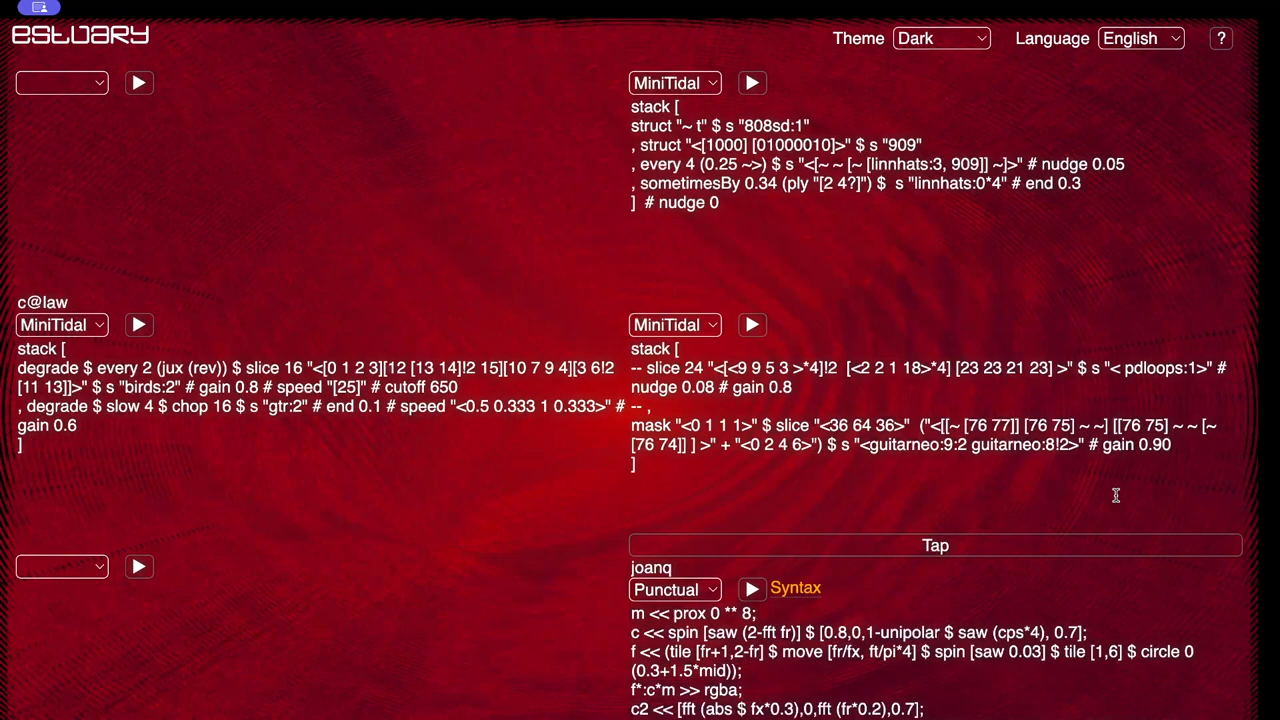 estuary
Theme Dark Language English ?
MiniTidal
stack [
struct "~ t" $ s "808sd:1"
, struct "<[1000] [01000010]>" $ s "909"
, every 4 (0.25 ~>) $ s "<[~ ~ [~ [linnhats:3, 909]] ~]>" # nudge 0.05
, sometimesBy 0.34 (ply "[2 4?]") $  s "linnhats:0*4" # end 0.3
]  # nudge 0
c@law
MiniTidal
stack [
degrade $ every 2 (jux (rev)) $ slice 16 "<[0 1 2 3][12 [13 14]!2 15][10 7 9 4][3 6!2
[11 13]]>" $ s "birds:2" # gain 0.8 # speed "[25]" # cutoff 650
, degrade $ slow 4 $ chop 16 $ s "gtr:2" # end 0.1 # speed "<0.5 0.333 1 0.333>" #
gain 0.6
]
MiniTidal
stack [
-- slice 24 "<[<9 9 5 3 >*4]!2  [<2 2 1 18>*4] [23 23 21 23] >" $ s "< pdloops:1>" #
nudge 0.08 # gain 0.8
-- ,
mask "<0 1 1 1>" $ slice "<36 64 36>"  ("<[[~ [76 77]] [76 75] ~ ~] [[76 75] ~ ~ [~
[76 74]] ] >" + "<0 2 4 6>") $ s "<guitarneo:9:2 guitarneo:8!2>" # gain 0.90
]
Tap
joanq
Punctual Syntax
m << prox 0 ** 8;
c << spin [saw (2-fft fr)] $ [0.8,0,1-unipolar $ saw (cps*4), 0.7];
f << (tile [fr+1,2-fr] $ move [fr/fx, ft/pi*4] $ spin [saw 0.03] $ tile [1,6] $ circle 0
(0.3+1.5*mid));
f*:c*m >> rgba;
c2 << [fft (abs $ fx*0.3),0,fft (fr*0.2),0.7];